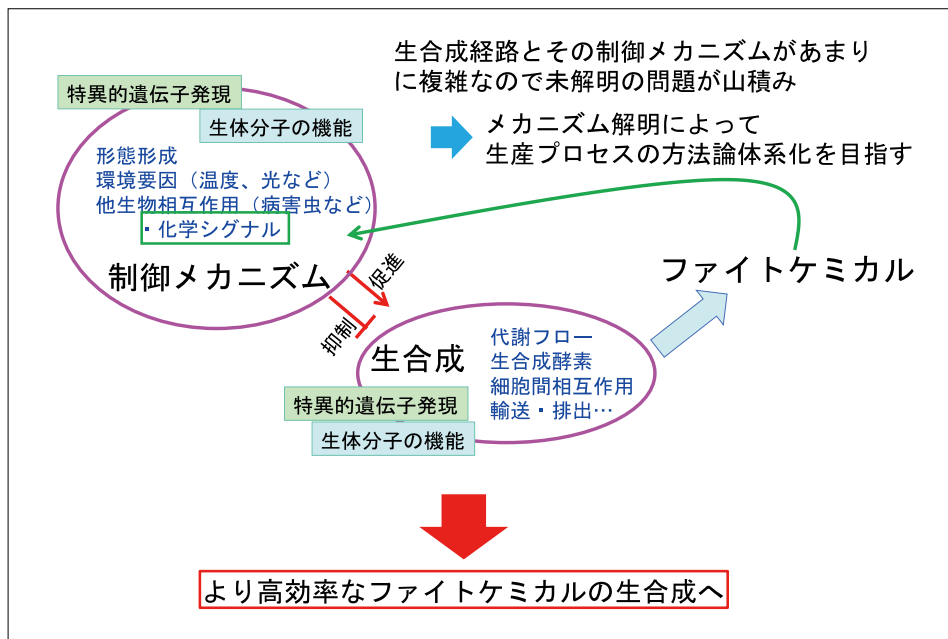 生合成経路とその制御メカニズムがあまり
に複雑なので未解明の問題が山積み
メカニズム解明によって
生産プロセスの方法論体系化を目指す
特異的遺伝子発現
生体分子の機能
形態形成
環境要因（温度、光など）
他生物相互作用（病害虫など）
・化学シグナル
制御メカニズム
促進
抑制
ファイトケミカル
生合成
代謝フロー
生合成酵素
細胞間相互作用
輸送・排出…
特異的遺伝子発現
生体分子の機能
より高効率なファイトケミカルの生合成へ